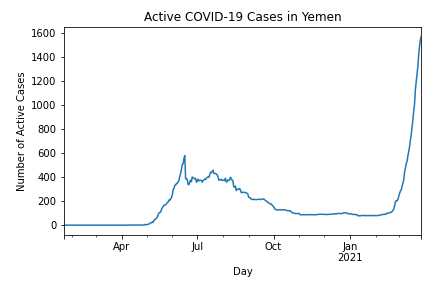 Active COVID-19 Cases in Yemen
Number of Active Cases
1600
1400
1200
1000
800
600
400
200
0
Apr
Jul
Oct
Jan
2021
Day